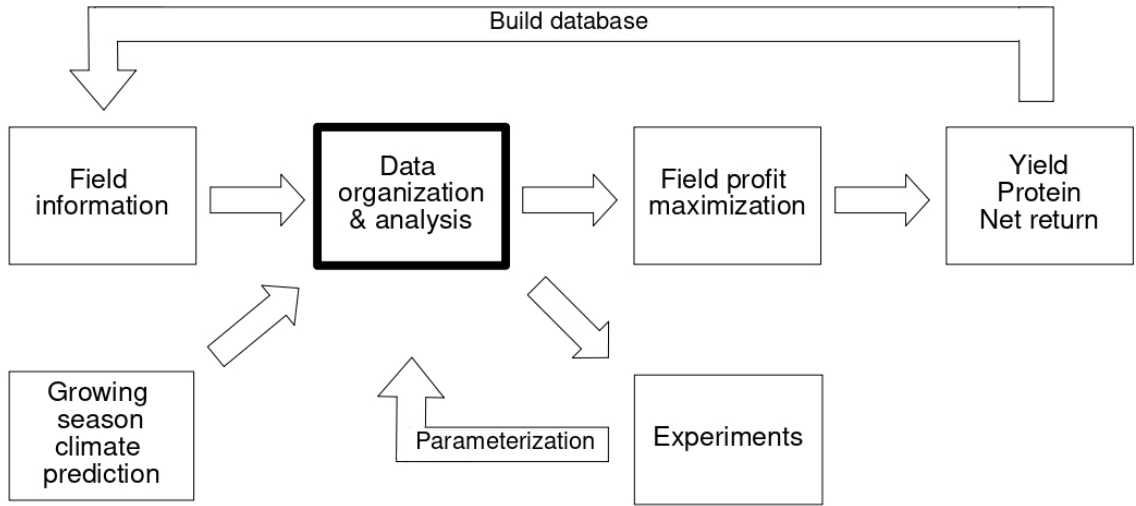 Build database
Field
information
Data
organization
& analysis
Field profit
maximization
Yield
Protein
Net return
Growing
season
climate
prediction
Parameterization
Experiments